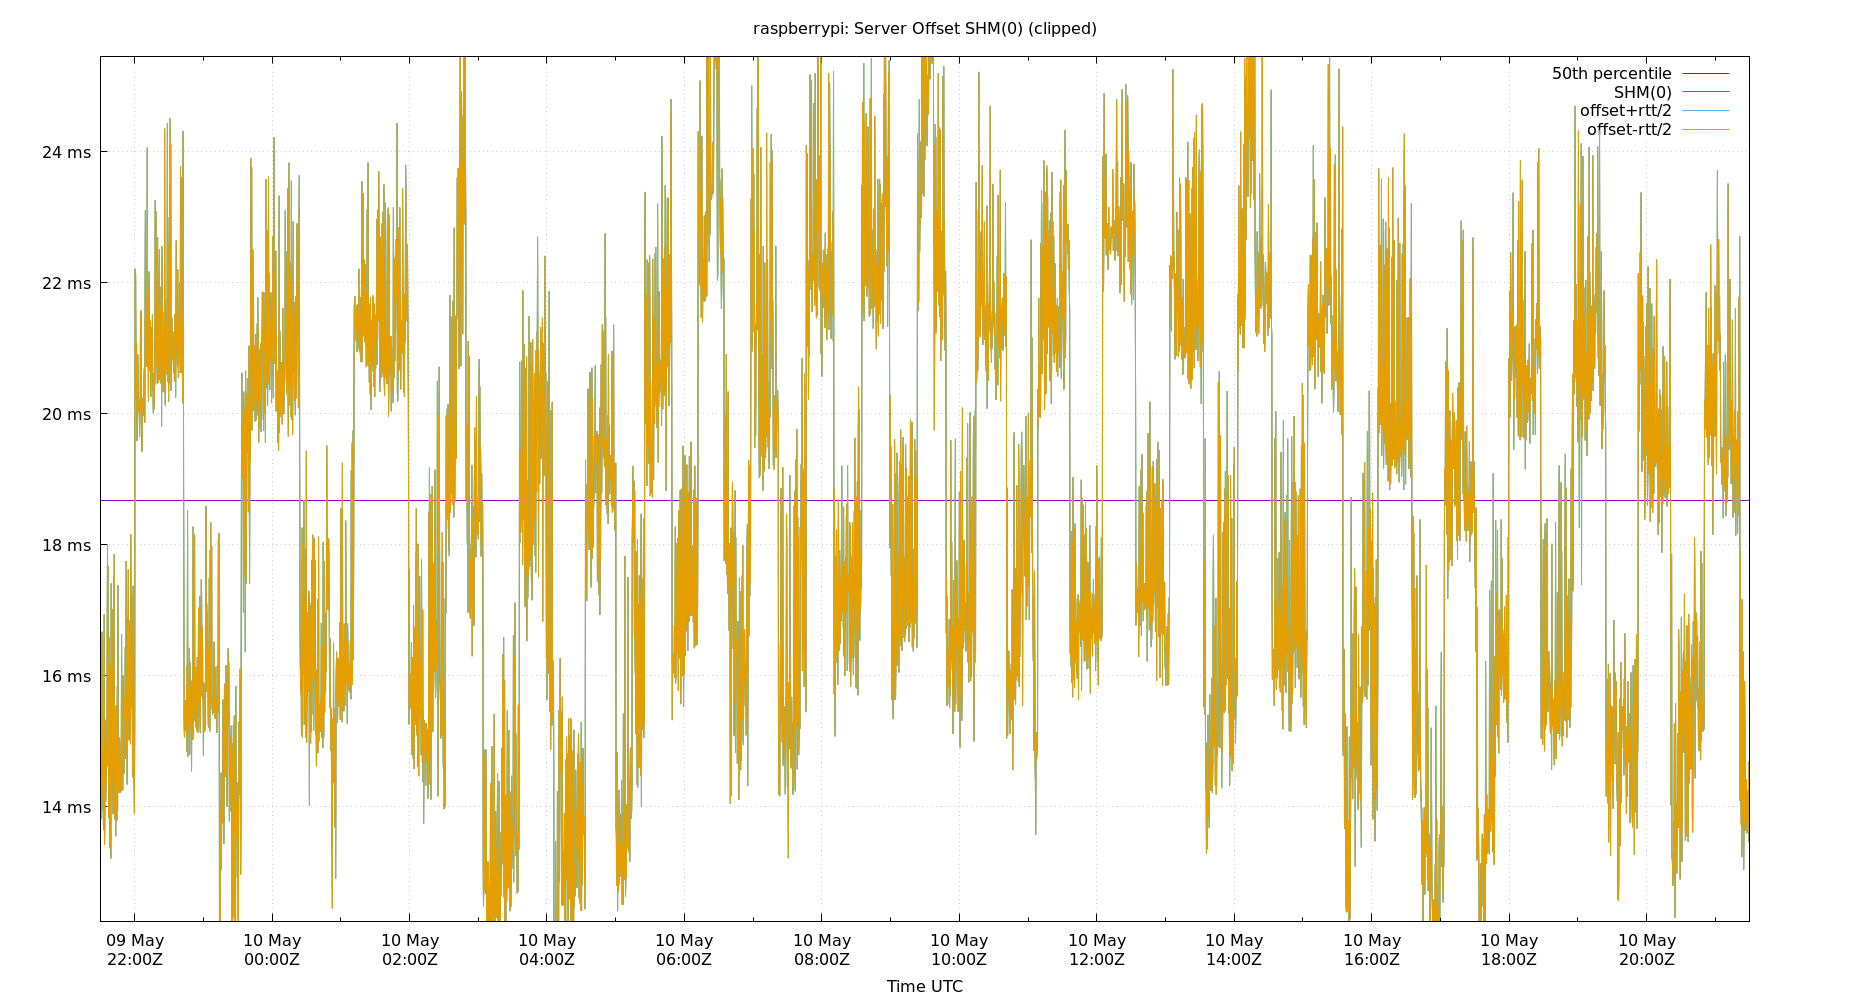 raspberrypi: Server Offset SHM(0) (clipped)
50th percentile
SHM(0)
offset+rtt/2
offset-rtt/2
24 ms
22 ms
20 ms
18 ms
16 ms
14 ms
09 May 10 May 10 May 10 May 10 May 10 May 10 May 10 May 10 May 10 May 10 May 10 May
22:00Z 00:00Z 02:00Z 04:00Z 06:00Z 08:00Z 10:00Z 12:00Z 14:00Z 16:00Z 18:00Z 20:00Z
Time UTC